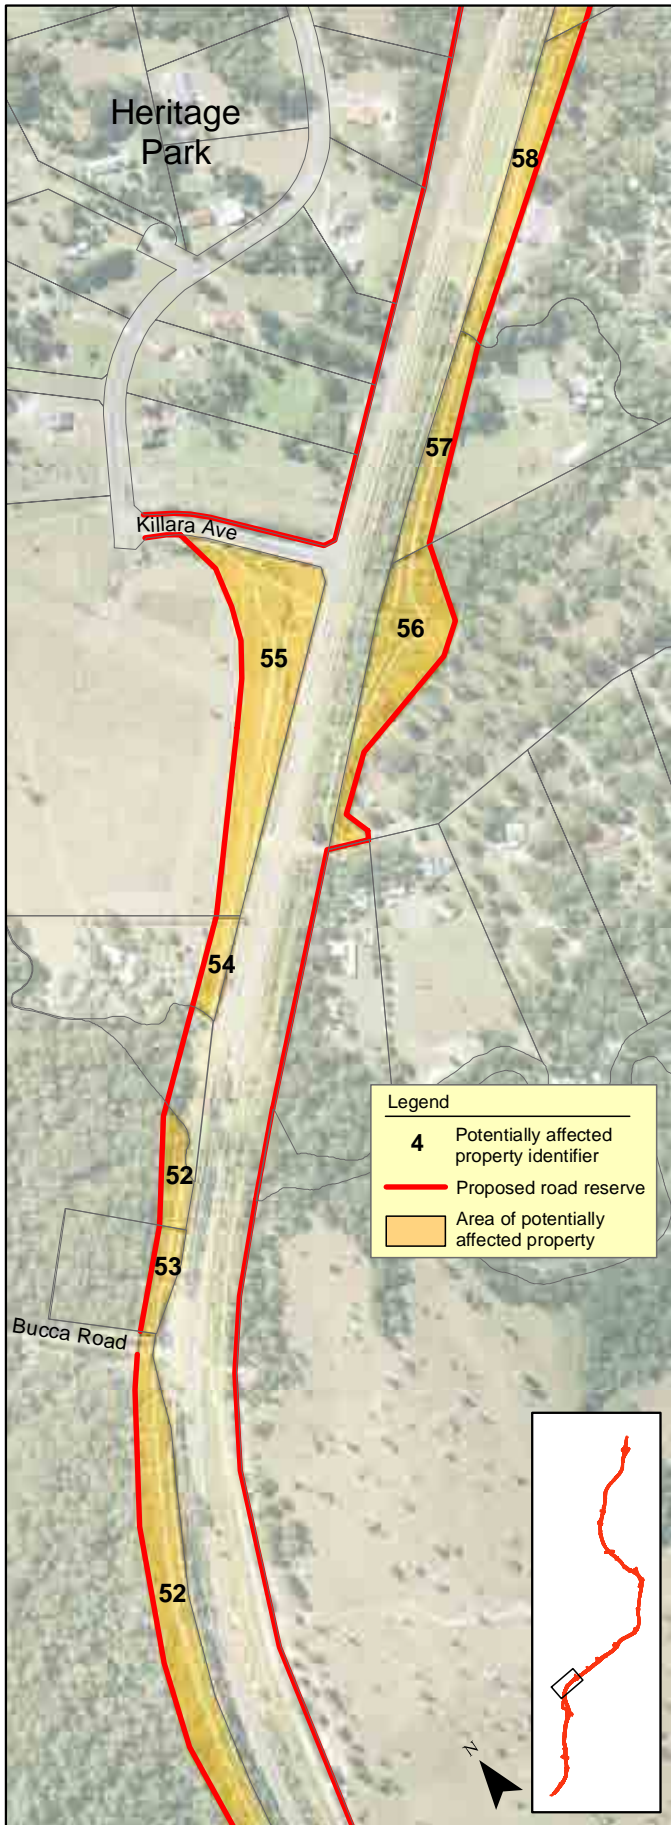 Heritage
Park
58
57
Killara Ave
56
55
54
Legend
4 Potentially affected
property identifier
Proposed road reserve
Area of potentially
affected property
52
53
Bucca Road
52
N